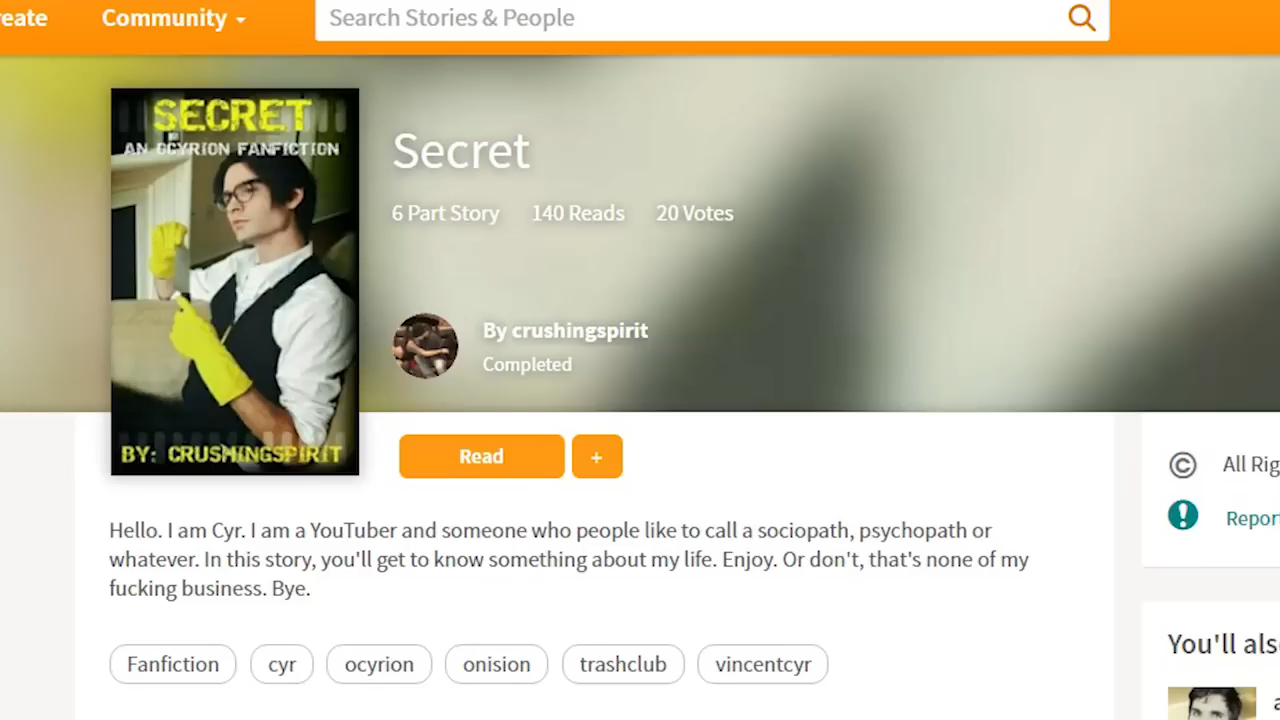 eate
Community
Search Stories & People
SECRET
AN OCYRION FANFICTION
BY: CRUSHINGSPIRIT
Secret
6 Part Story 140 Reads 20 Votes
By crushingspirit
Completed
Read +
Hello. I am Cyr. I am a YouTuber and someone who people like to call a sociopath, psychopath or
whatever. In this story, you'll get to know something about my life. Enjoy. Or don't, that's none of my
fucking business. Bye.
Fanfiction cyr ocyrion onision trashclub vincentcyr
© All Rig
Report
You'll als